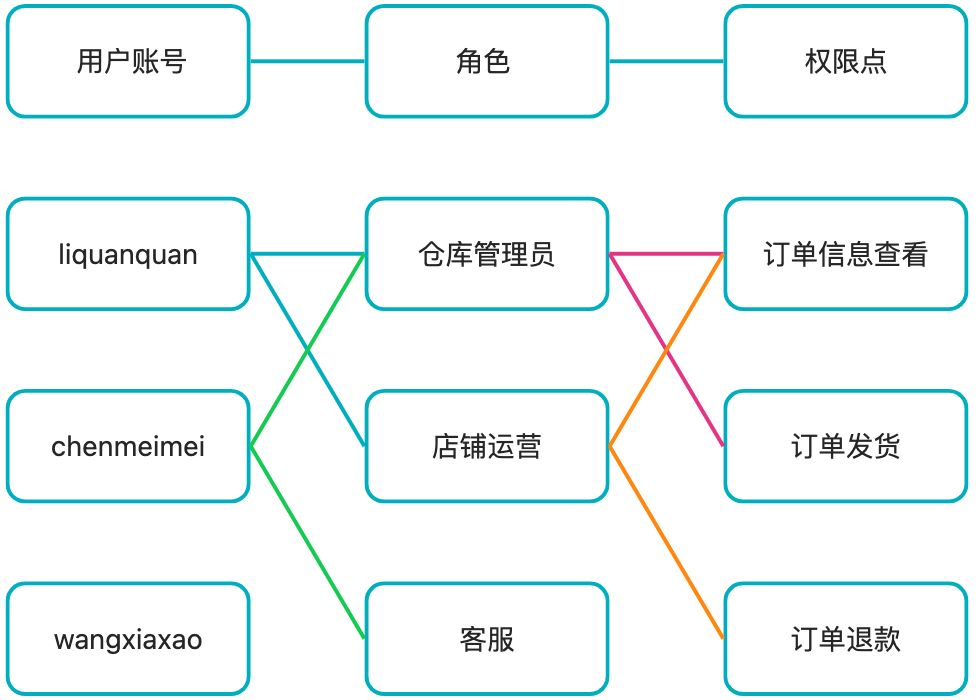 用户账号
角色
权限点
liquanquan
仓库管理员
订单信息查看
chenmeimei
店铺运营
订单发货
wangxiaxao
客服
订单退款